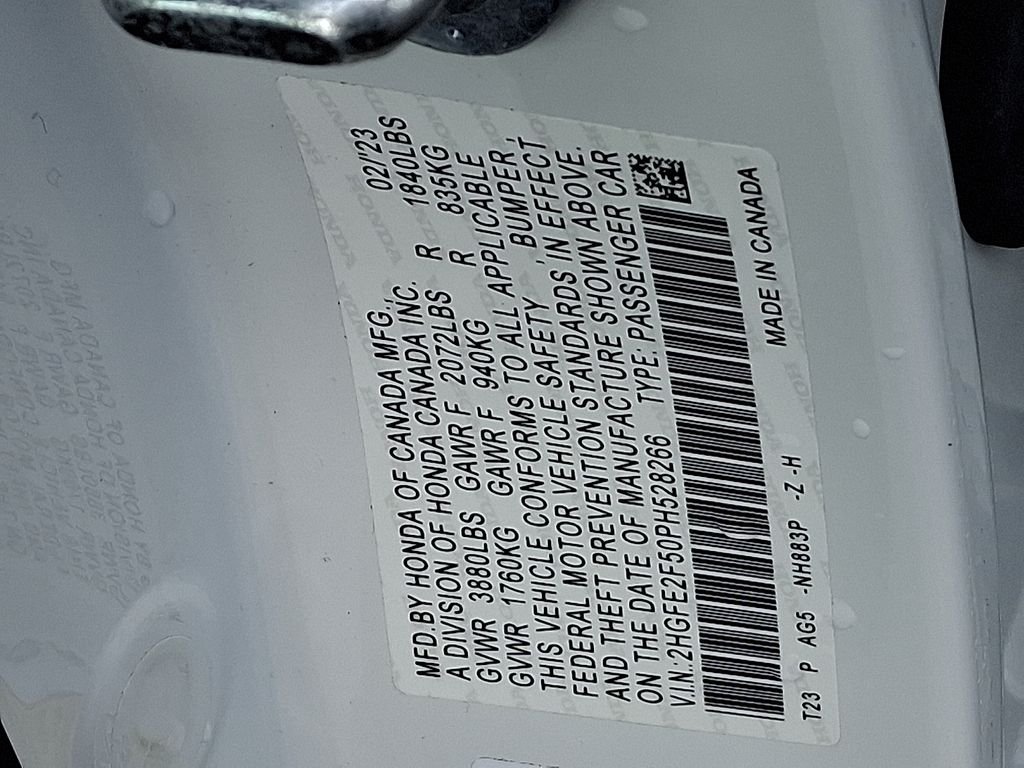 MFD.BY HONDA OF CANADA MFG., 02/'23
A DIVISION OF HONDA CANADA INC.
GVWR 3880LBS GAWR F 2072LBS R 1840LBS
GVWR 1760KG GAWR F 940KG R 835KG
THIS VEHICLE CONFORMS TO ALL APPLICABLE
FEDERAL MOTOR VEHICLE SAFETY , BUMPER ,
AND THEFT PREVENTION STANDARDS IN EFFECT
ON THE DATE OF MANUFACTURE SHOWN ABOVE.
V.I.N.:2HGFE2F50PH528266 TYPE: PASSENGER CAR
T23 P AG5 -NH883P -Z -H MADE IN CANADA